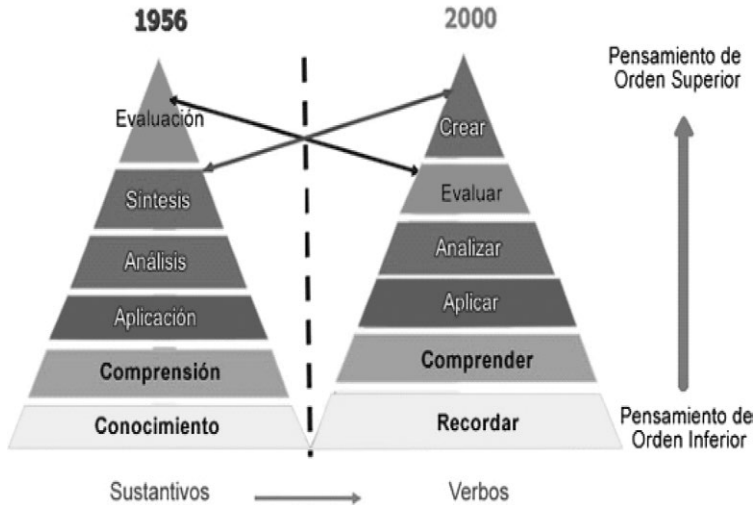 1956
Evaluación
Síntesis
Análisis
Aplicación
Comprensión
Conocimiento
2000
Crear
Evaluar
Analizar
Aplicar
Comprender
Recordar
Pensamiento de
Orden Superior
Pensamiento de
Orden Inferior
Sustantivos
Verbos